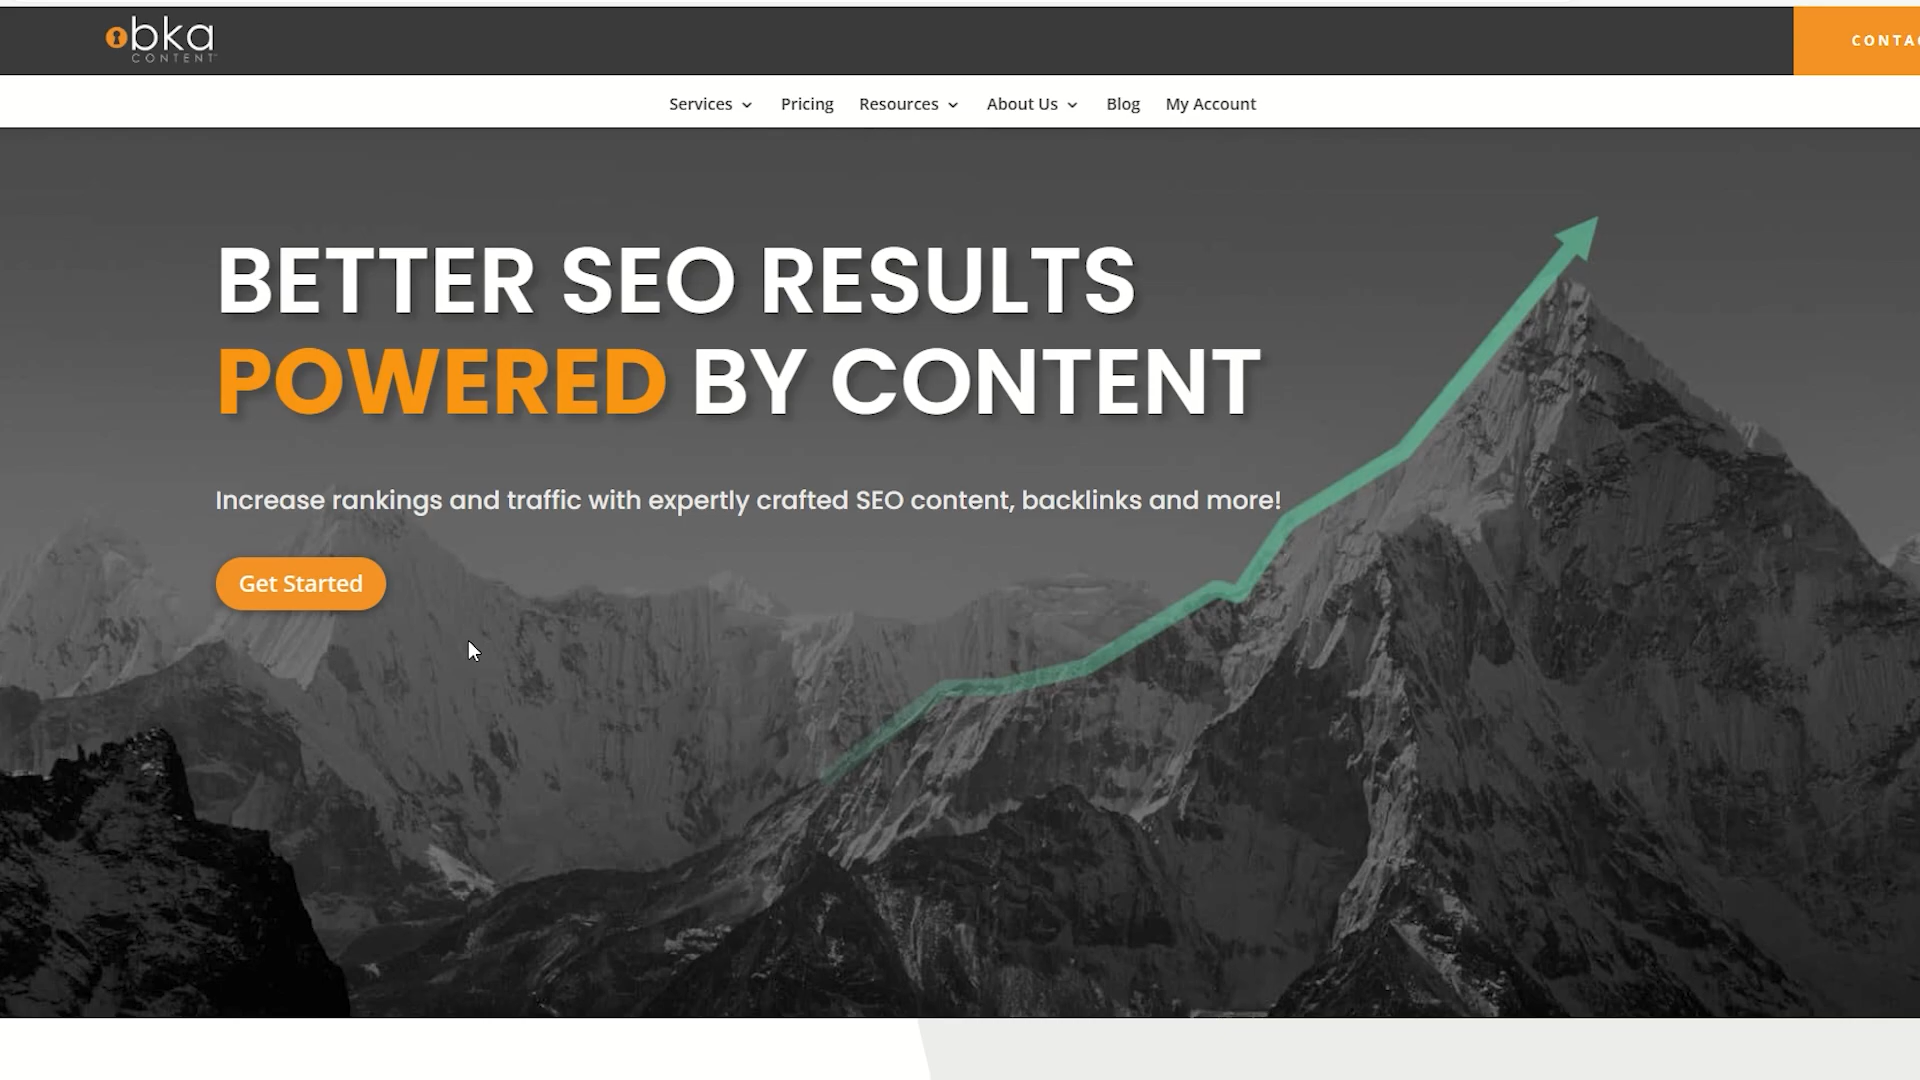 bka
CONTENT
Services
Pricing
Resources
About Us
Blog
My Account
BETTER SEO RESULTS
POWERED BY CONTENT
Increase rankings and traffic with expertly crafted SEO content, backlinks and more!
Get Started